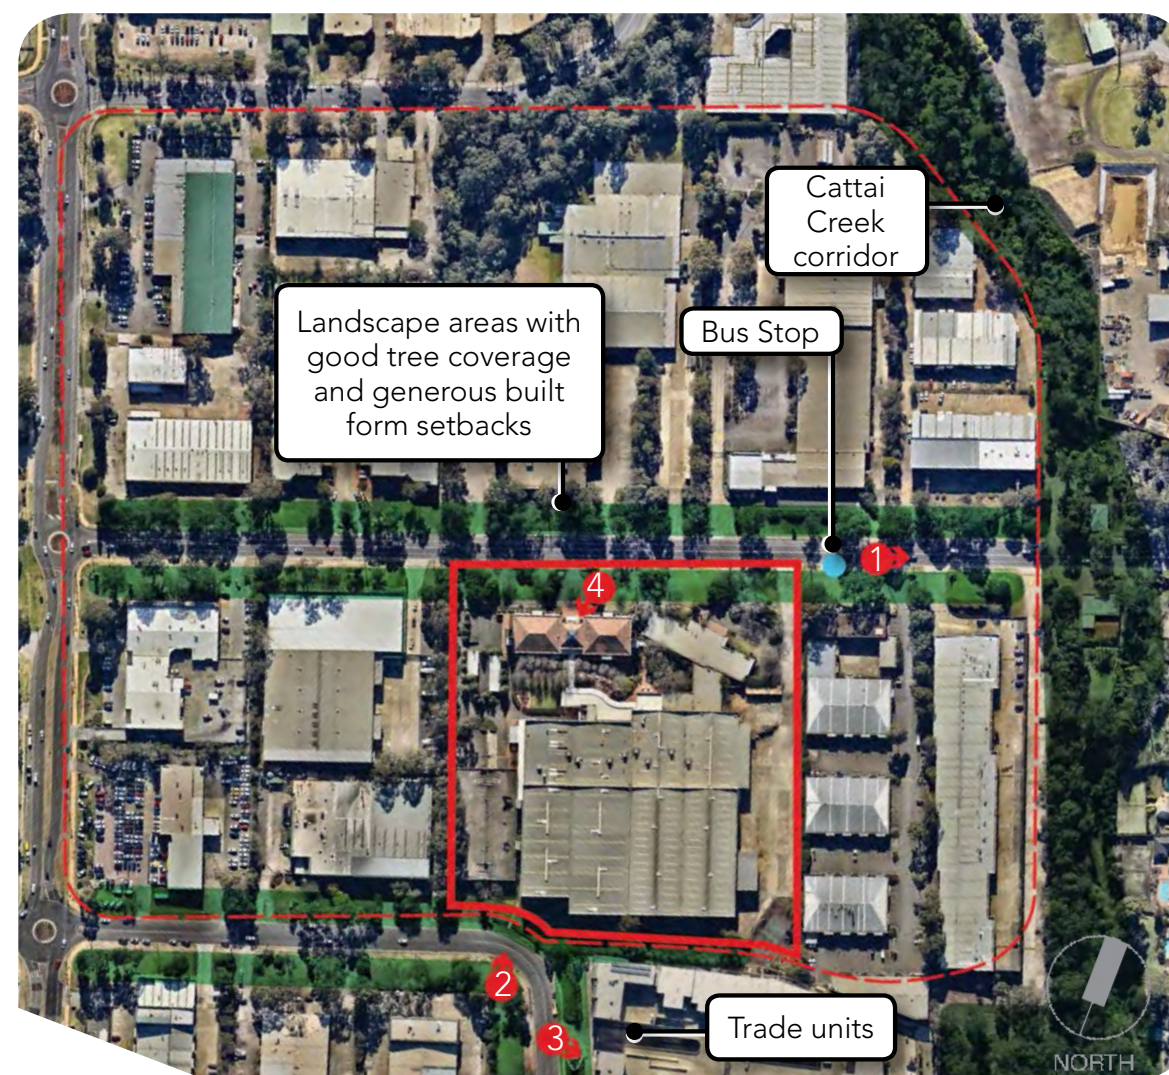 Cattai
Creek
corridor
Landscape areas with
good tree coverage
and generous built
form setbacks
Bus Stop
1
4
2
3
Trade units
NORTH